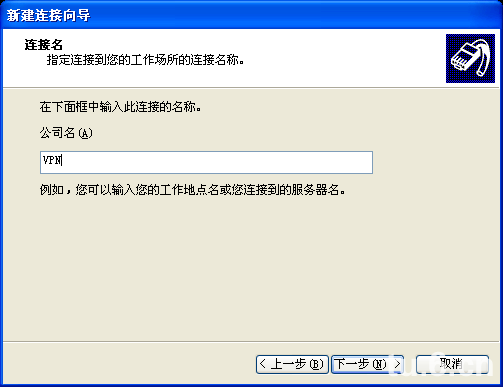 新建连接向导
连接名
指定连接到您的工作场所的连接名称。
在下面框中输入此连接的名称。
公司名(A)
VPN
例如，您可以输入您的工作地点名或您连接到的服务器名。
< 上一步(B) 下一步(N) > 取消